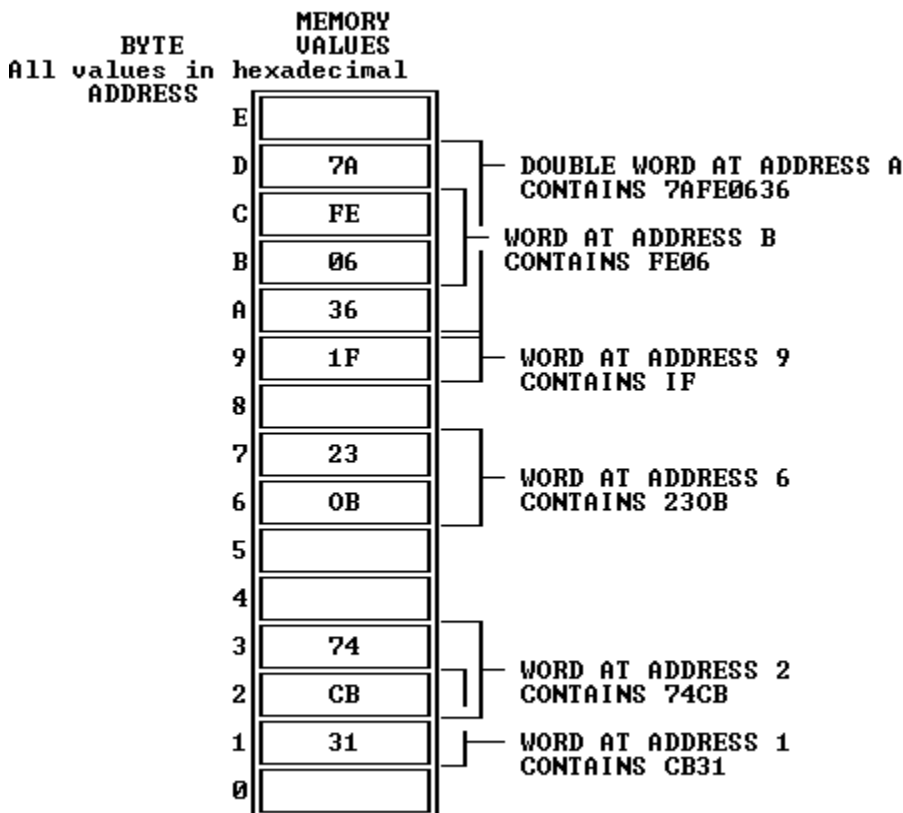 MEMORY
BYTE VALUES
All values in hexadecimal
ADDRESS
E
D 7A DOUBLE WORD AT ADDRESS A
CONTAINS 7AFE0636
C FE
WORD AT ADDRESS B
B 06 CONTAINS FE06
A 36
9 1F WORD AT ADDRESS 9
CONTAINS IF
8
7 23
WORD AT ADDRESS 6
6 OB CONTAINS 23OB
5
4
3 74
WORD AT ADDRESS 2
2 CB CONTAINS 74CB
1 31 WORD AT ADDRESS 1
CONTAINS CB31
0